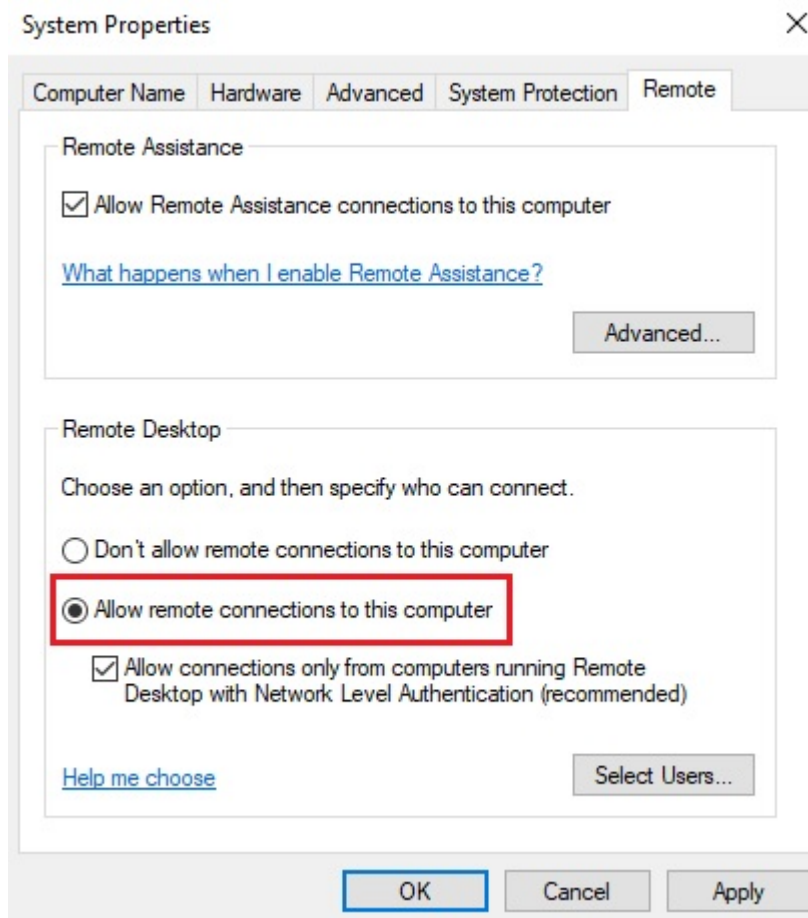 System Properties
Computer Name Hardware Advanced System Protection Remote
Remote Assistance
Allow Remote Assistance connections to this computer
What happens when I enable Remote Assistance?
Advanced...
Remote Desktop
Choose an option, and then specify who can connect.
Don't allow remote connections to this computer
Allow remote connections to this computer
Allow connections only from computers running Remote
Desktop with Network Level Authentication (recommended)
Help me choose
Select Users...
OK Cancel Apply